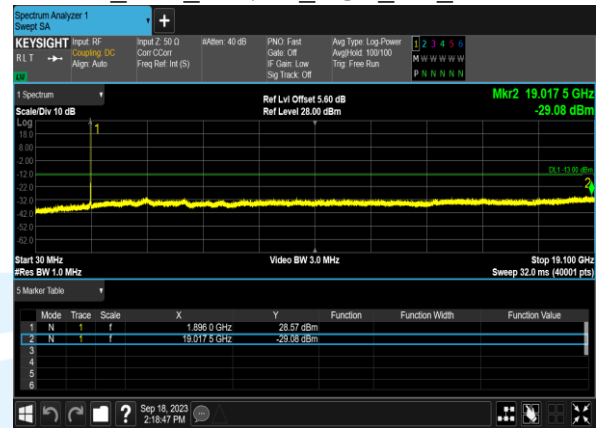 Spectrum Analyzer 1
Swept SA
KEYSIGHT Input: RF Input Z: 50 Ω #Atten: 40 dB PNO: Fast Avg Type: Log-Power 1 2 3 4 5 6
RLT Coupling: DC Corr CCorr Gate: Off Avg|Hold: 100/100 M W W W W W
Align: Auto Freq Ref: Int (S) IF Gain: Low Trig: Free Run P N N N N N
Sig Track: Off
1 Spectrum Ref Lvl Offset 5.60 dB Mkr2 19.017 5 GHz
Scale/Div 10 dB Ref Level 28.00 dBm -29.08 dBm
Log
18.0 1
8.00
-2.00
-12.0 DL1 -13.00 dBm
-22.0 2
-32.0
-42.0
-52.0
-62.0
Start 30 MHz Video BW 3.0 MHz Stop 19.100 GHz
#Res BW 1.0 MHz Sweep 32.0 ms (40001 pts)
5 Marker Table
Mode Trace Scale X Y Function Function Width Function Value
1 N 1 f 1.896 0 GHz 28.57 dBm
2 N 1 f 19.017 5 GHz -29.08 dBm
3
4
5
6
? Sep 18, 2023
2:18:47 PM